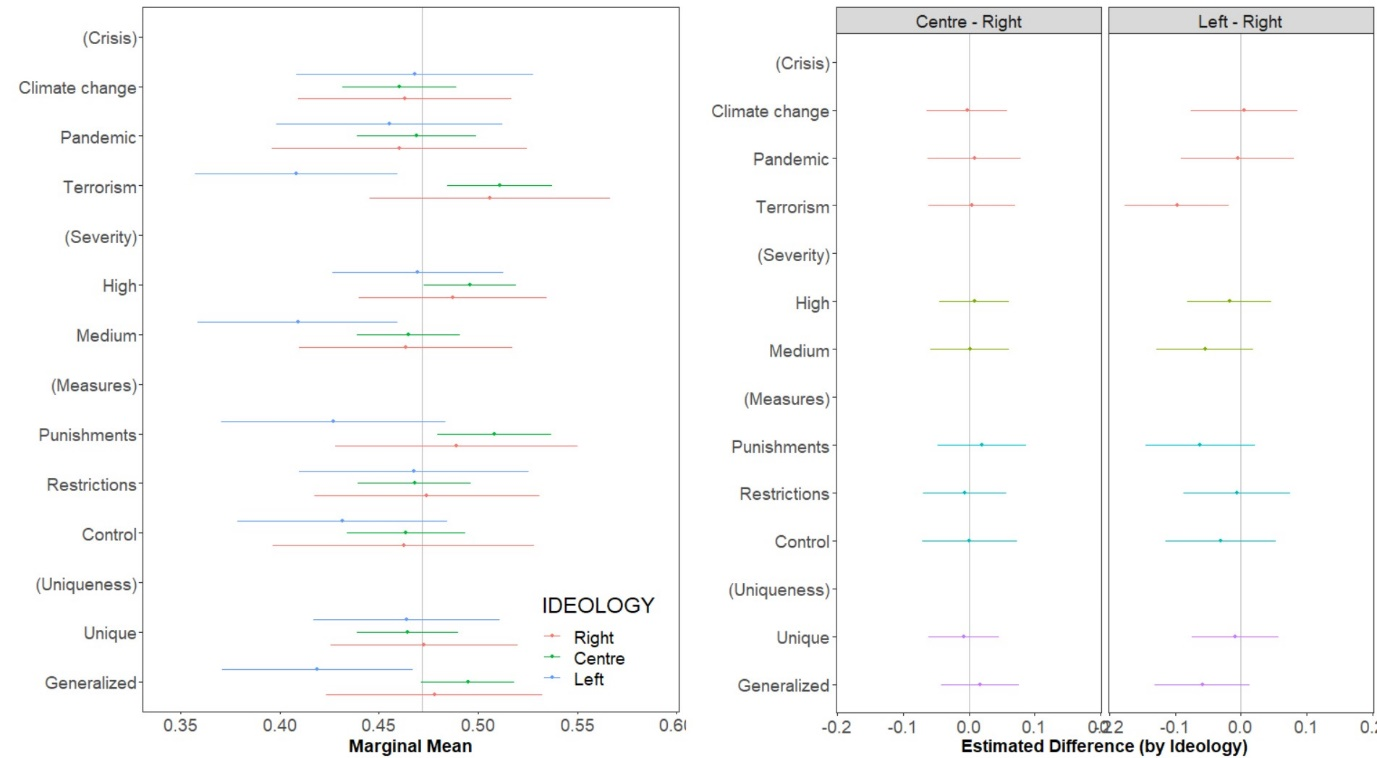 (Crisis)
Climate change
Pandemic
Terrorism
(Severity)
High
Medium
(Measures)
Punishments
Restrictions
Control
(Uniqueness)
Unique
Generalized
IDEOLOGY
Right
Centre
Left
0.35 0.40 0.45 0.50 0.55 0.6
Marginal Mean
Centre - Right Left - Right
(Crisis)
Climate change
Pandemic
Terrorism
(Severity)
High
Medium
(Measures)
Punishments
Restrictions
Control
(Uniqueness)
Unique
Generalized
-0.2 -0.1 0.0 0.1 -0.1 0.0 0.1 0.2
Estimated Difference (by Ideology)